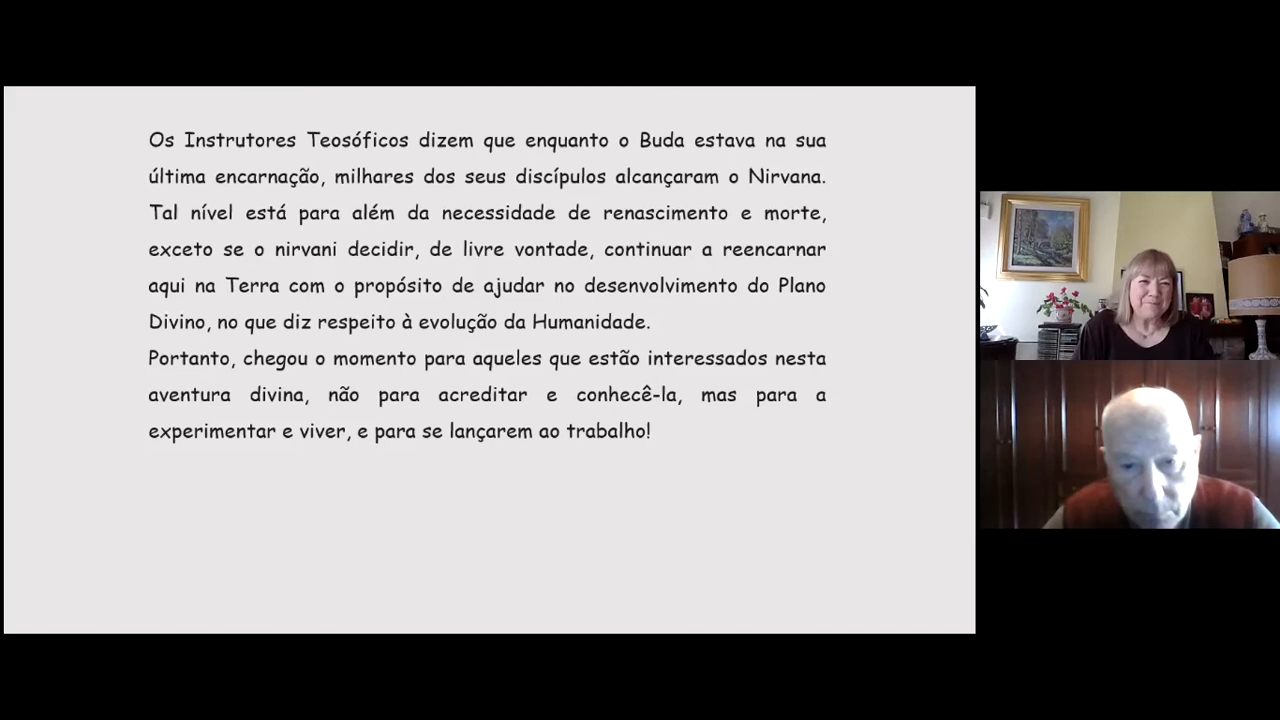 Os Instrutores Teosóficos dizem que enquanto o Buda estava na sua
última encarnação, milhares dos seus discípulos alcançaram o Nirvana.
Tal nível está para além da necessidade de renascimento e morte,
exceto se o nirvani decidir, de livre vontade, continuar a reencarnar
aqui na Terra com o propósito de ajudar no desenvolvimento do Plano
Divino, no que diz respeito à evolução da Humanidade.
Portanto, chegou o momento para aqueles que estão interessados nesta
aventura divina, não para acreditar e conhecê-la, mas para a
experimentar e viver, e para se lançarem ao trabalho!